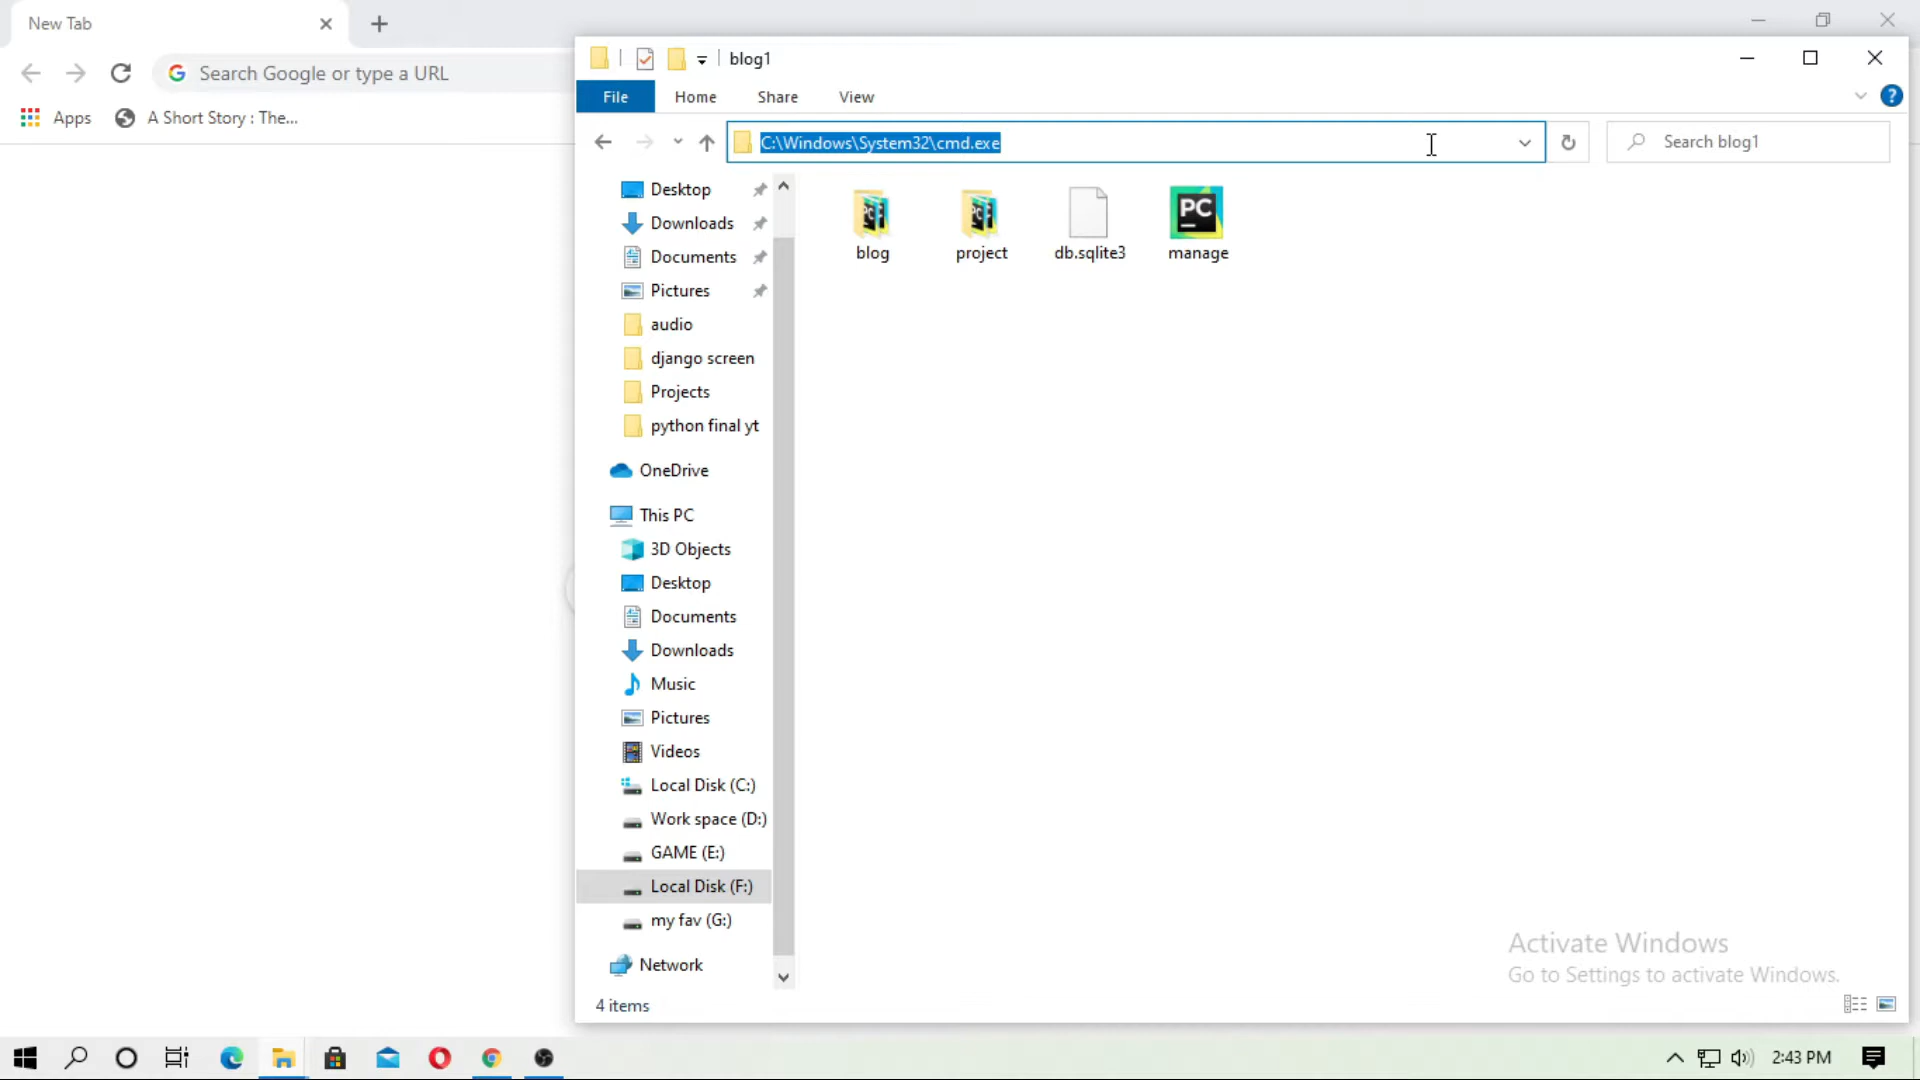 New Tab
Search Google or type a URL
Apps
A Short Story : The...
blog1
File
Home
Share
View
C:\Windows\System32\cmd.exe
Search blog1
Desktop
Downloads
Documents
Pictures
audio
django screen
Projects
python final yt
OneDrive
This PC
3D Objects
Desktop
Documents
Downloads
Music
Pictures
Videos
Local Disk (C:)
Work space (D:)
GAME (E:)
Local Disk (F:)
my fav (G:)
Network
blog
project
db.sqlite3
PC
manage
Activate Windows
Go to Settings to activate Windows.
4 items
2:43 PM